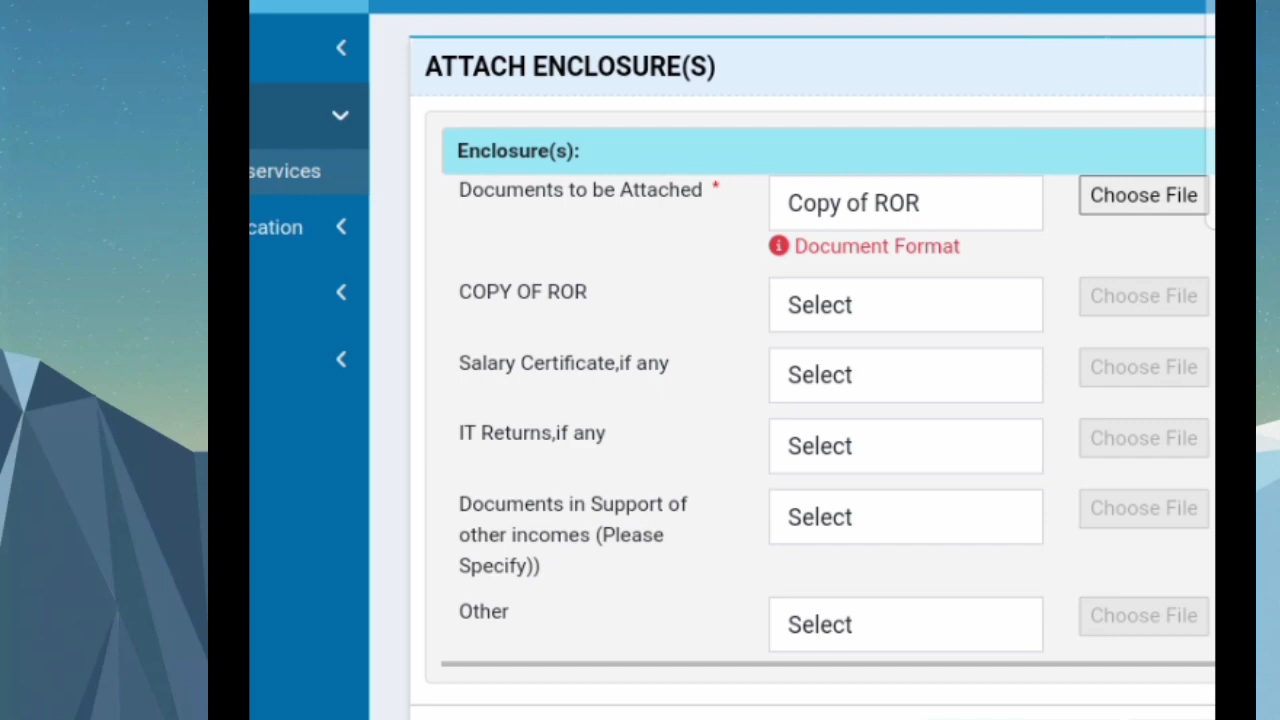 ATTACH ENCLOSURE(S)
Enclosure(s):
services
cation
Documents to be Attached *
Copy of ROR
Choose File
Document Format
COPY OF ROR
Select
Choose File
Salary Certificate,if any
Select
Choose File
IT Returns,if any
Select
Choose File
Documents in Support of
other incomes (Please
Specify))
Select
Choose File
Other
Select
Choose File